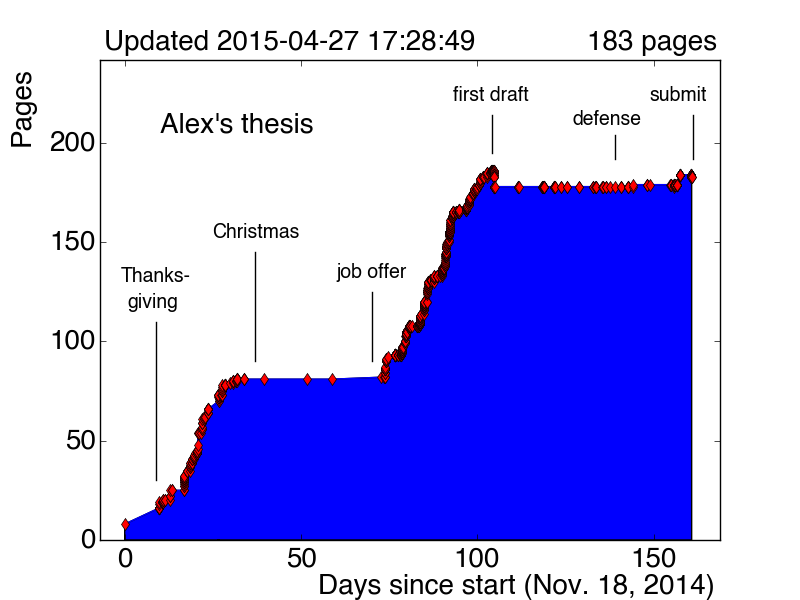 Updated 2015-04-27 17:28:49 183 pages
Pages
first draft
submit
defense
Alex's thesis
200
Christmas
150
Thanks-
giving
job offer
100
50
0
0 50 100 150
Days since start (Nov. 18, 2014)